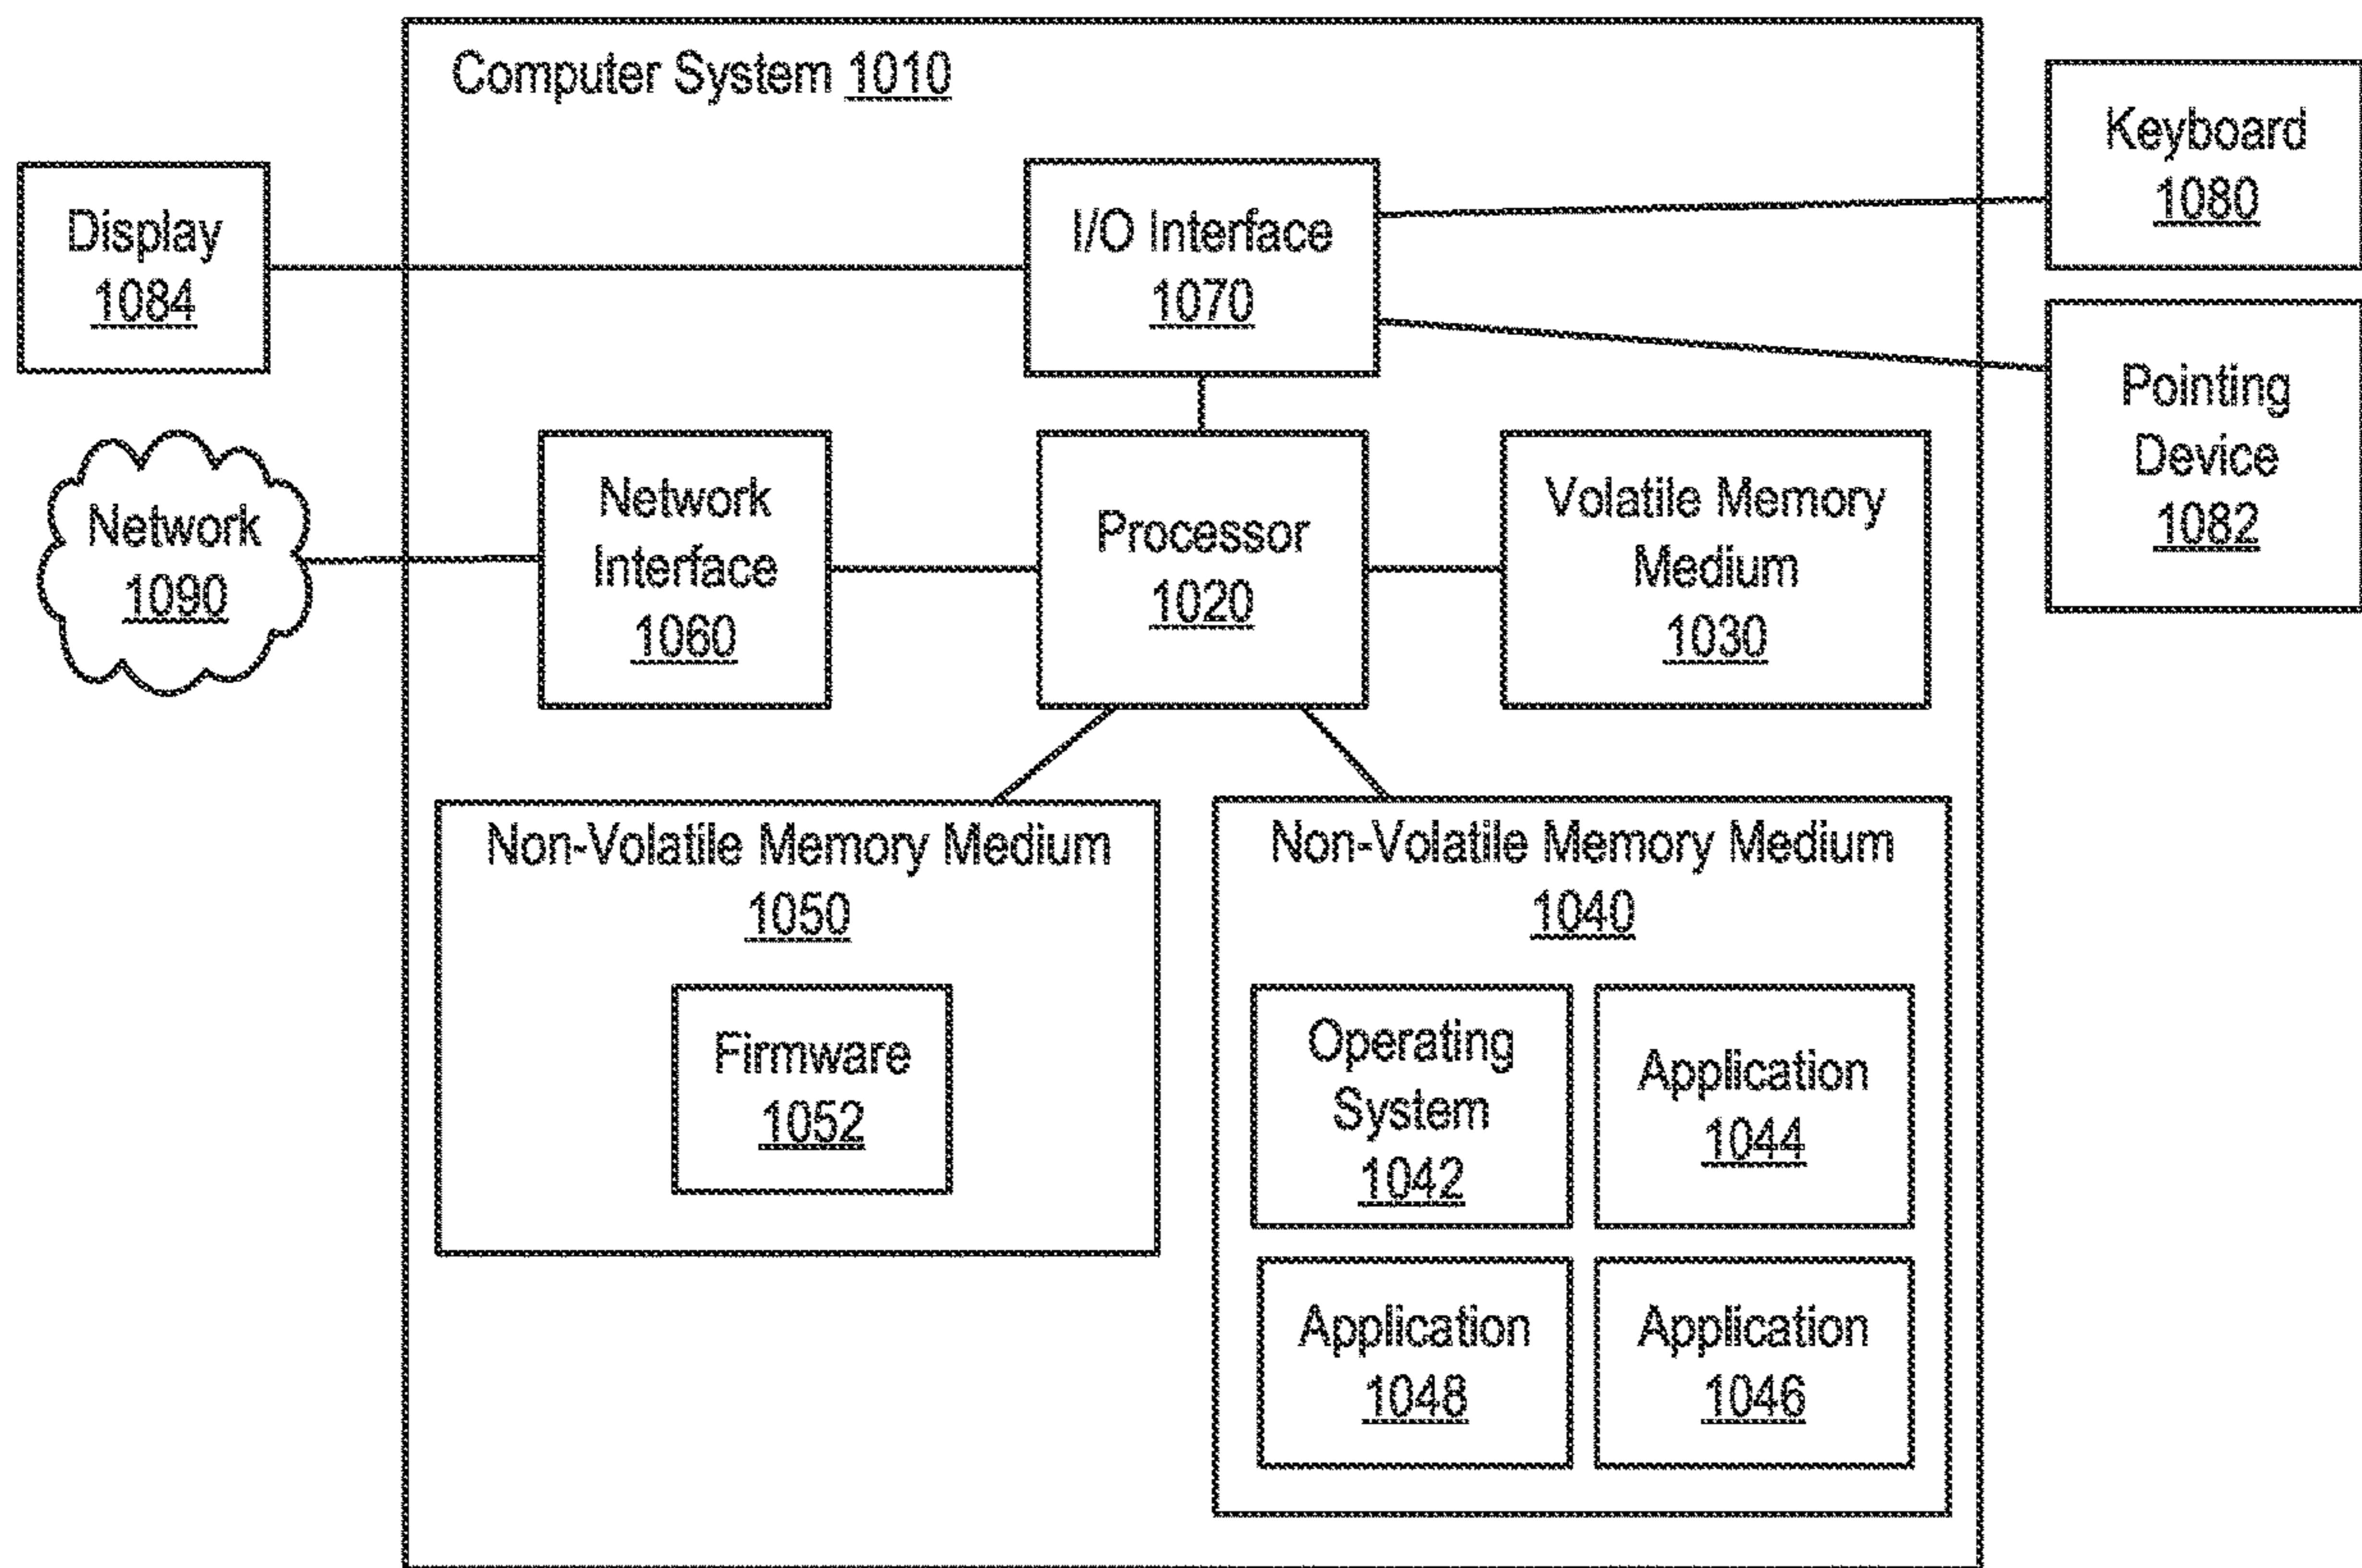 Computer System 1010
Keyboard
1080
Display
1084
I/O Interface
1070
Pointing
Device
1082
Network
1090
Network
Interface
1060
Processor
1020
Volatile Memory
Medium
1030
Non-Volatile Memory Medium
1050
Firmware
1052
Non-Volatile Memory Medium
1040
Operating
System
1042
Application
1044
Application
1048
Application
1046